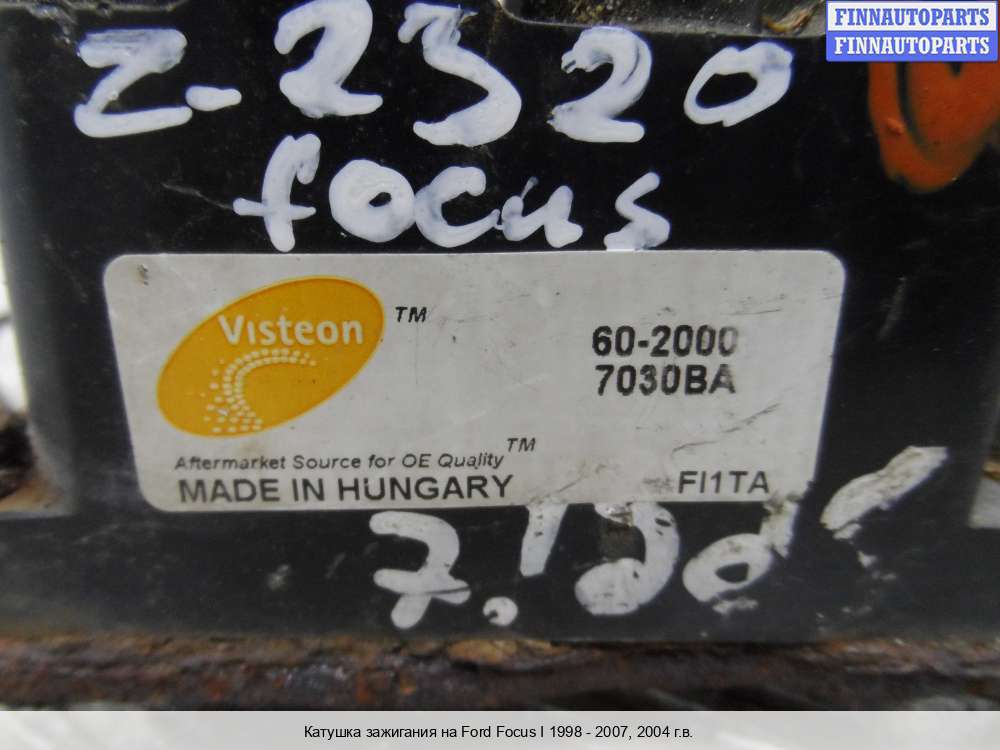 FINNAUTOPARTS
FINNAUTOPARTS
z.2320
focus
Visteon TM
60-2000
7030BA
Aftermarket Source for OE Quality TM
MADE IN HUNGARY
FI1TA
Катушка зажигания на Ford Focus I 1998 - 2007, 2004 г.в.